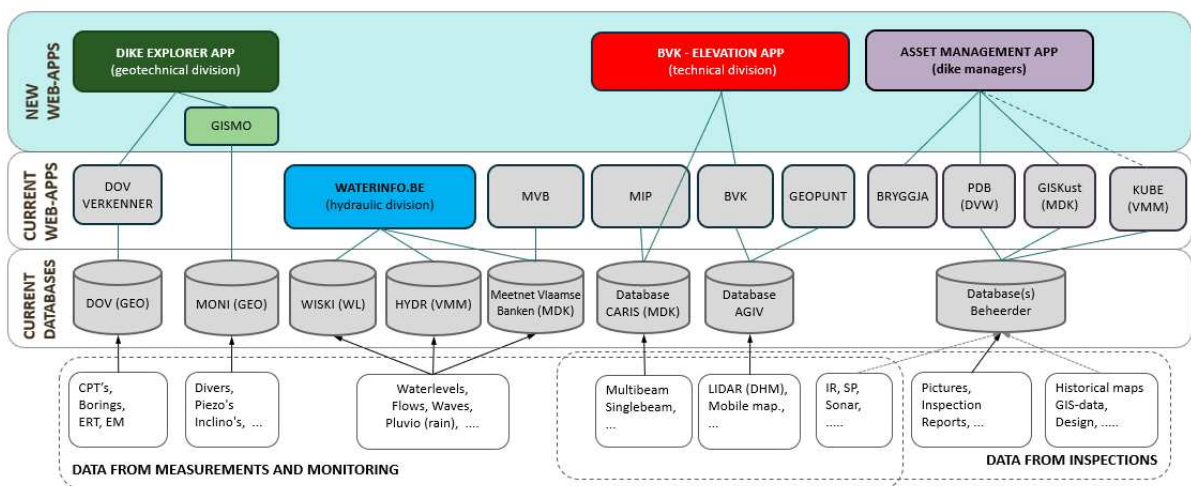 NEW
WEB-APPS
DIKE EXPLORER APP
(geotechnical division)
GISMO
BVK - ELEVATION APP
(technical division)
ASSET MANAGEMENT APP
(dike managers)
CURRENT
WEB-APPS
DOV
VERKENNER
WATERINFO.BE
(hydraulic division)
MVB
MIP
BVK
GEOPUNT
BRYGGJA
PDB
(DVW)
GISKust
(MDK)
KUBE
(VMM)
CURRENT
DATABASES
DOV (GEO)
MONI (GEO)
WISKI (WL)
HYDR (VMM)
Meetnet Vlaamse
Banken (MDK)
Database
CARIS (MDK)
Database
AGIV
Database(s)
Beheerder
CPT's,
Borings,
ERT, EM
Divers,
Piezo's
Inclino's, ...
Waterlevels,
Flows, Waves,
Pluvio (rain), ....
Multibeam
Singlebeam,
...
LIDAR (DHM),
Mobile map.,
...
IR, SP,
Sonar,
.....
Pictures,
Inspection
Reports, ...
Historical maps
GIS-data,
Design, .....
DATA FROM MEASUREMENTS AND MONITORING
DATA FROM INSPECTIONS